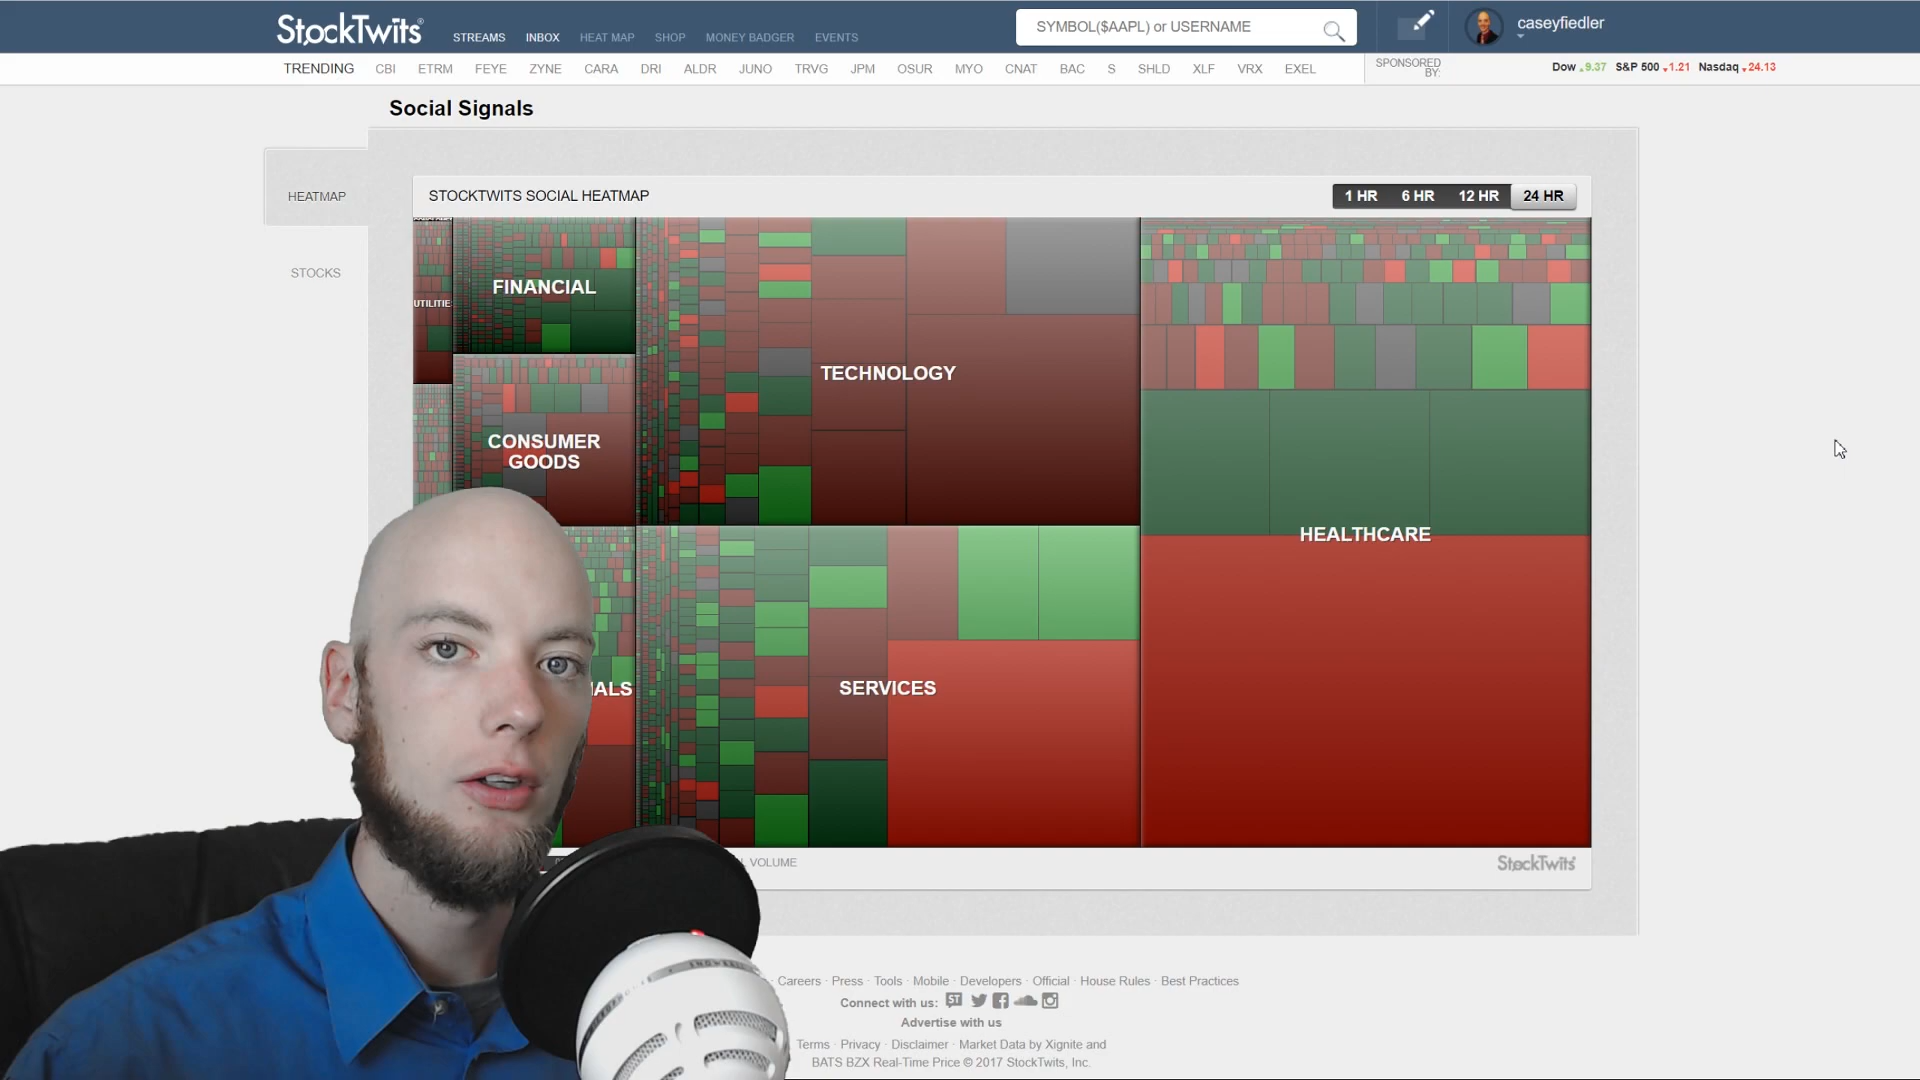 StockTwits
STREAMS INBOX HEAT MAP SHOP MONEY BADGER EVENTS
SYMBOL($AAPL) or USERNAME
caseyfiedler
TRENDING CBI ETRM FEYE ZYNE CARA DRI ALDR JUNO TRVG JPM OSUR MYO CNAT BAC S SHLD XLF VRX EXEL
SPONSORED BY:
Dow 9.37 S&P 500 1.21 Nasdaq 24.13
Social Signals
HEATMAP
STOCKS
STOCKTWITS SOCIAL HEATMAP
1 HR 6 HR 12 HR 24 HR
UTILITIE
FINANCIAL
TECHNOLOGY
CONSUMER
GOODS
HEALTHCARE
IALS
SERVICES
VOLUME
StockTwits
Careers · Press · Tools · Mobile · Developers · Official · House Rules · Best Practices
Connect with us: ST
Advertise with us
Terms · Privacy · Disclaimer · Market Data by Xignite and
BATS BZX Real-Time Price © 2017 StockTwits, Inc.